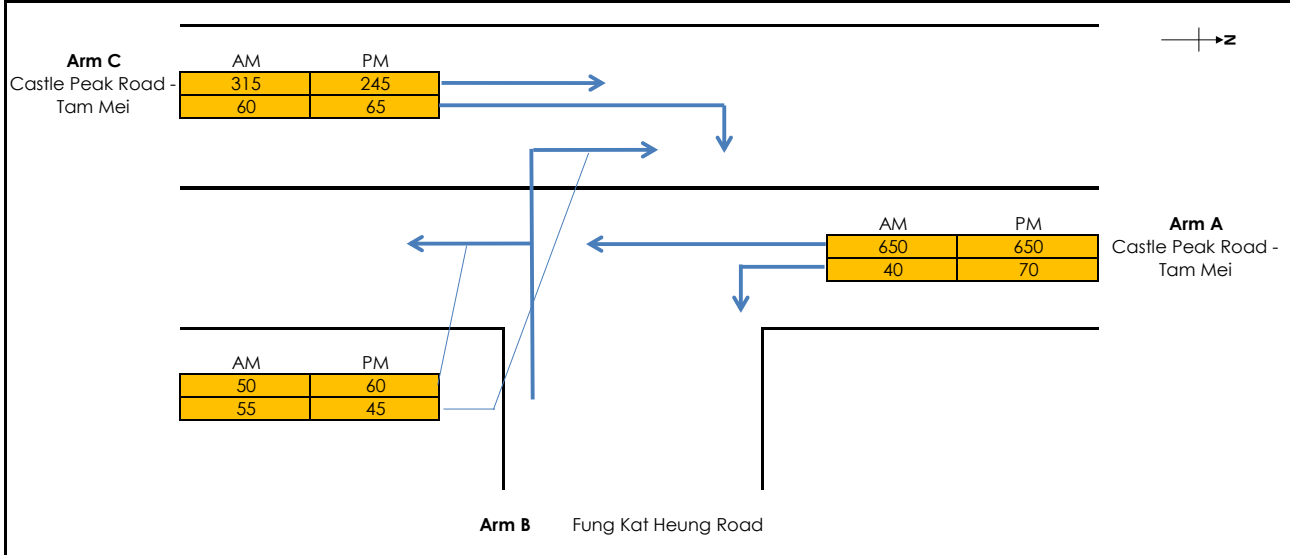 N
Arm C
AM PM
Castle Peak Road -
315 245
Tam Mei
60 65
AM PM
Arm A
650 650
Castle Peak Road -
40 70
Tam Mei
AM PM
50 60
55 45
Arm B Fung Kat Heung Road